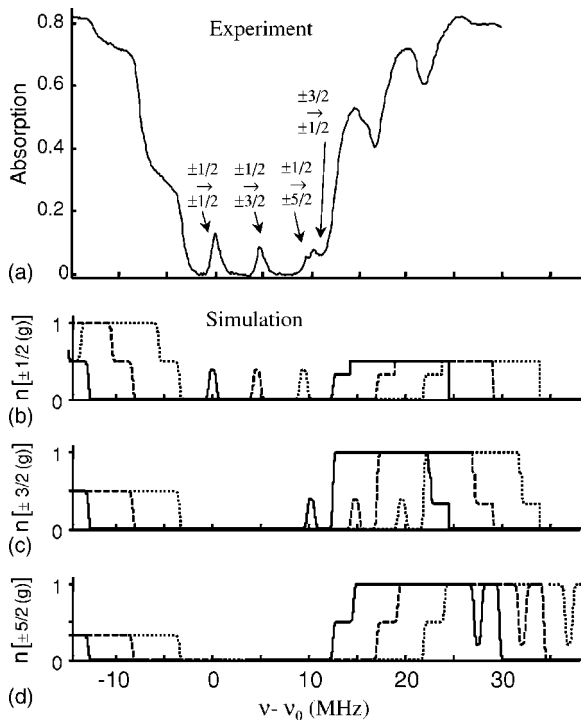 Experiment
0.8
0.6
0.4
0.2
0
Absorption
±3/2
→
±1/2
±1/2
→
±1/2
±1/2
→
±3/2
±1/2
→
±5/2
(a)
Simulation
1
0
n [±1/2 (g)]
(b)
1
0
n [± 3/2 (g)]
(c)
1
0
n [±5/2 (g)]
(d)
-10 0 10 20 30
ν- ν0 (MHz)